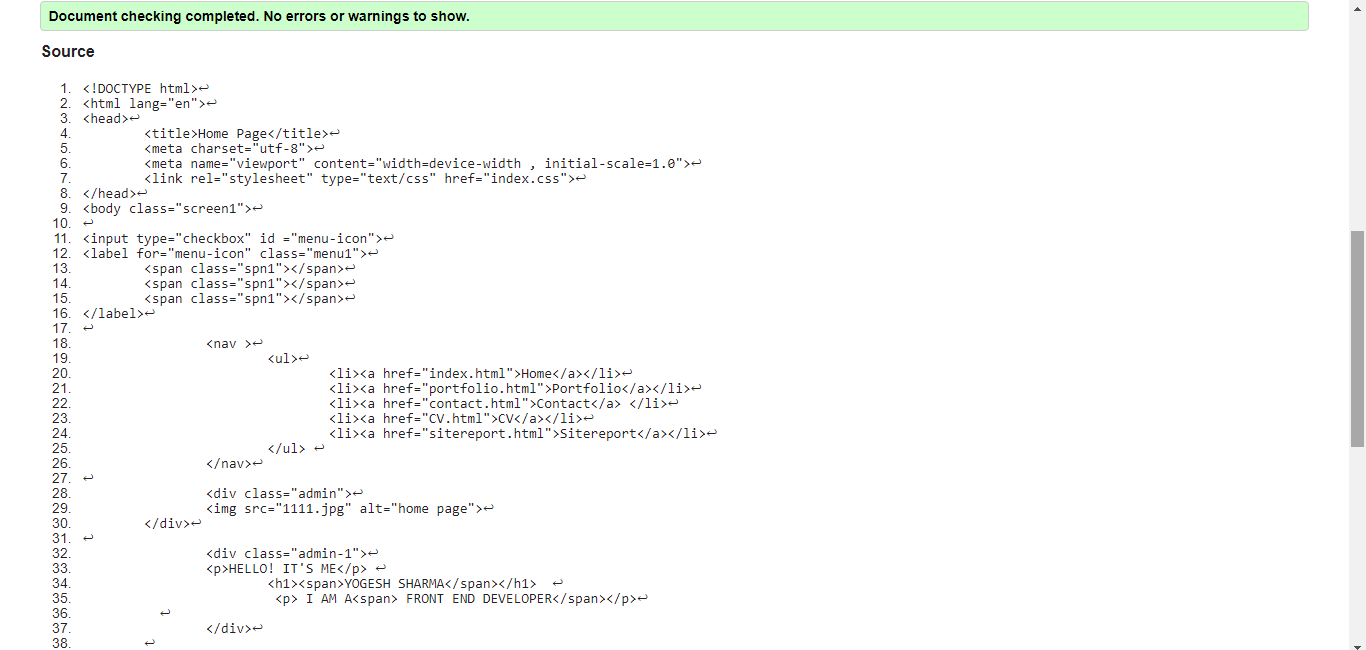 Document checking completed. No errors or warnings to show.
Source
1. <!DOCTYPE html>↩
2. <html lang="en">↩
3. <head>↩
4. <title>Home Page</title>↩
5. <meta charset="utf-8">↩
6. <meta name="viewport" content="width=device-width , initial-scale=1.0">↩
7. <link rel="stylesheet" type="text/css" href="index.css">↩
8. </head>↩
9. <body class="screen1">↩
10. ↩
11. <input type="checkbox" id ="menu-icon">↩
12. <label for="menu-icon" class="menu1">↩
13. <span class="spn1"></span>↩
14. <span class="spn1"></span>↩
15. <span class="spn1"></span>↩
16. </label>↩
17. ↩
18. <nav >↩
19. <ul>↩
20. <li><a href="index.html">Home</a></li>↩
21. <li><a href="portfolio.html">Portfolio</a></li>↩
22. <li><a href="contact.html">Contact</a> </li>↩
23. <li><a href="CV.html">CV</a></li>↩
24. <li><a href="sitereport.html">Sitereport</a></li>↩
25. </ul> ↩
26. </nav>↩
27. ↩
28. <div class="admin">↩
29. <img src="1111.jpg" alt="home page">↩
30. </div>↩
31. ↩
32. <div class="admin-1">↩
33. <p>HELLO! IT'S ME</p> ↩
34. <h1><span>YOGESH SHARMA</span></h1> ↩
35. <p> I AM A<span> FRONT END DEVELOPER</span></p>↩
36. ↩
37. </div>↩
38. ↩